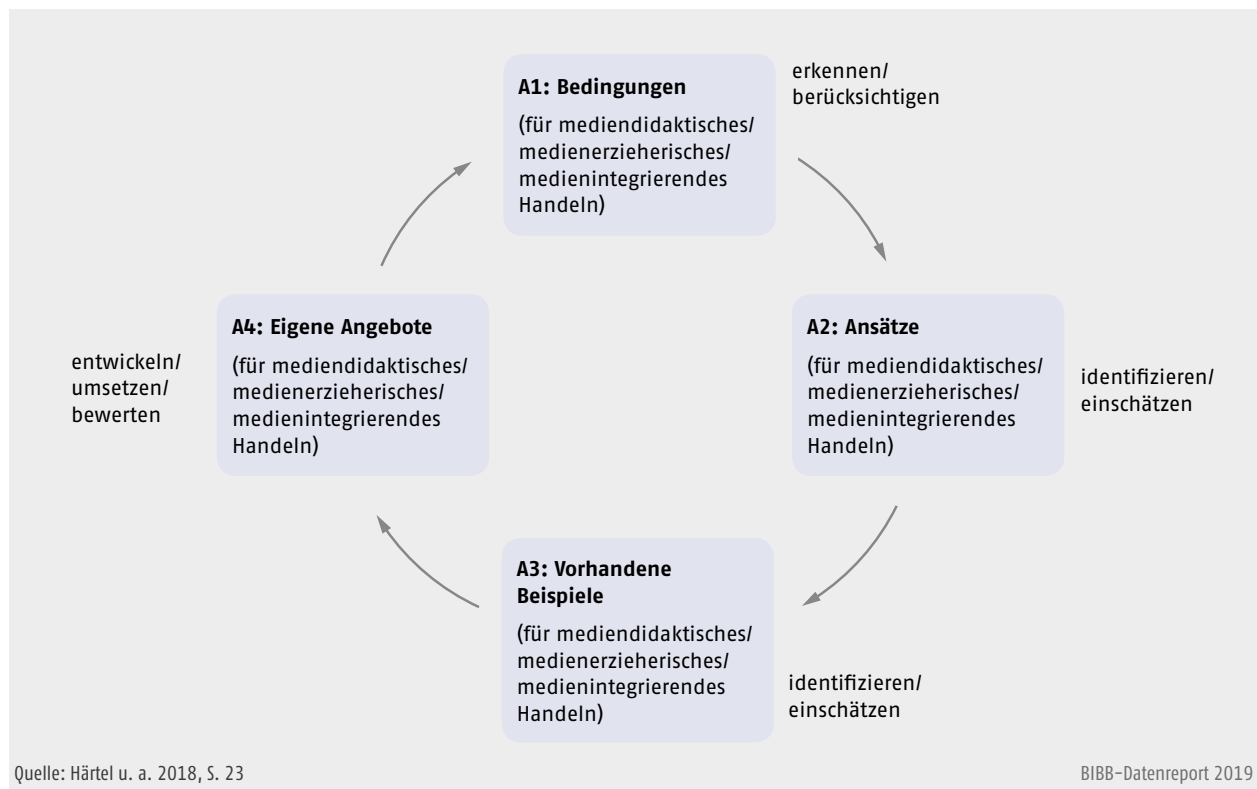 A1: Bedingungen
(für mediendidaktisches/
medienerzieherisches/
medienintegrierendes
Handeln)
erkennen/
berücksichtigen
A2: Ansätze
(für mediendidaktisches/
medienerzieherisches/
medienintegrierendes
Handeln)
identifizieren/
einschätzen
A3: Vorhandene
Beispiele
(für mediendidaktisches/
medienerzieherisches/
medienintegrierendes
Handeln)
identifizieren/
einschätzen
A4: Eigene Angebote
(für mediendidaktisches/
medienerzieherisches/
medienintegrierendes
Handeln)
entwickeln/
umsetzen/
bewerten
Quelle: Härtel u. a. 2018, S. 23
BIBB-Datenreport 2019